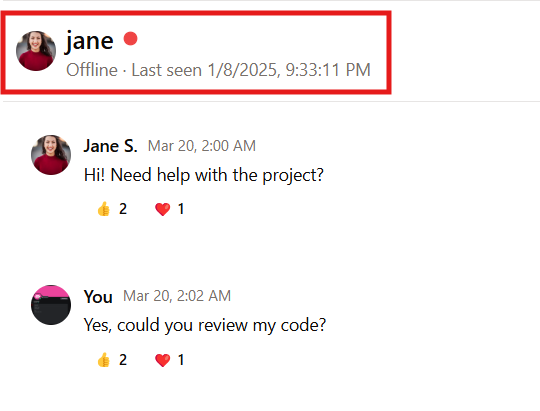 jane
Offline · Last seen 1/8/2025, 9:33:11 PM
Jane S. Mar 20, 2:00 AM
Hi! Need help with the project?
👍 2 ❤️ 1
You Mar 20, 2:02 AM
Yes, could you review my code?
👍 2 ❤️ 1